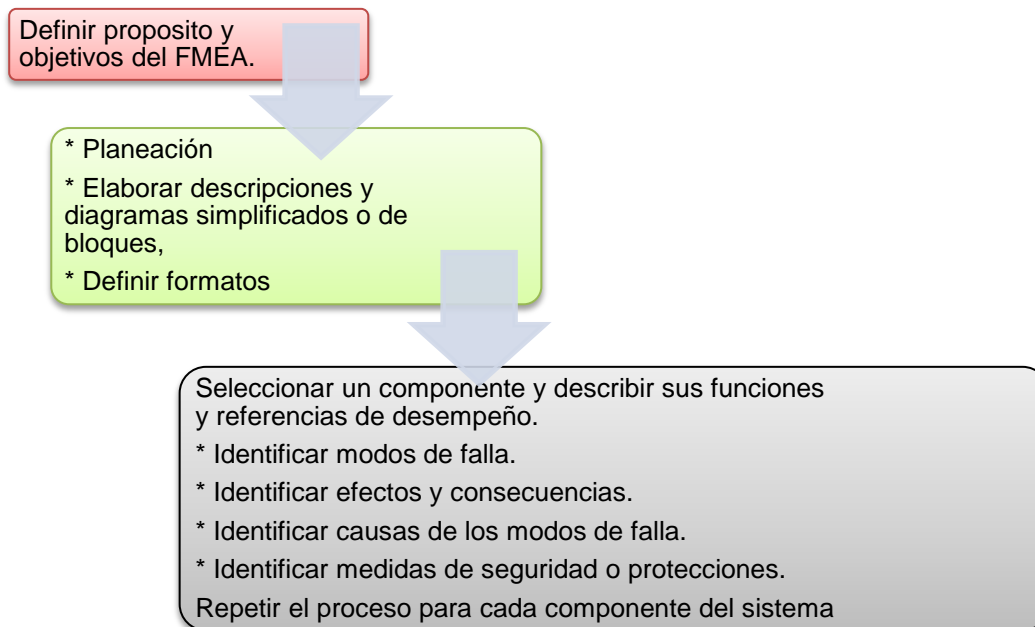 Definir proposito y
objetivos del FMEA.
* Planeación
* Elaborar descripciones y
diagramas simplificados o de
bloques,
* Definir formatos
Seleccionar un componente y describir sus funciones
y referencias de desempeño.
* Identificar modos de falla.
* Identificar efectos y consecuencias.
* Identificar causas de los modos de falla.
* Identificar medidas de seguridad o protecciones.
Repetir el proceso para cada componente del sistema